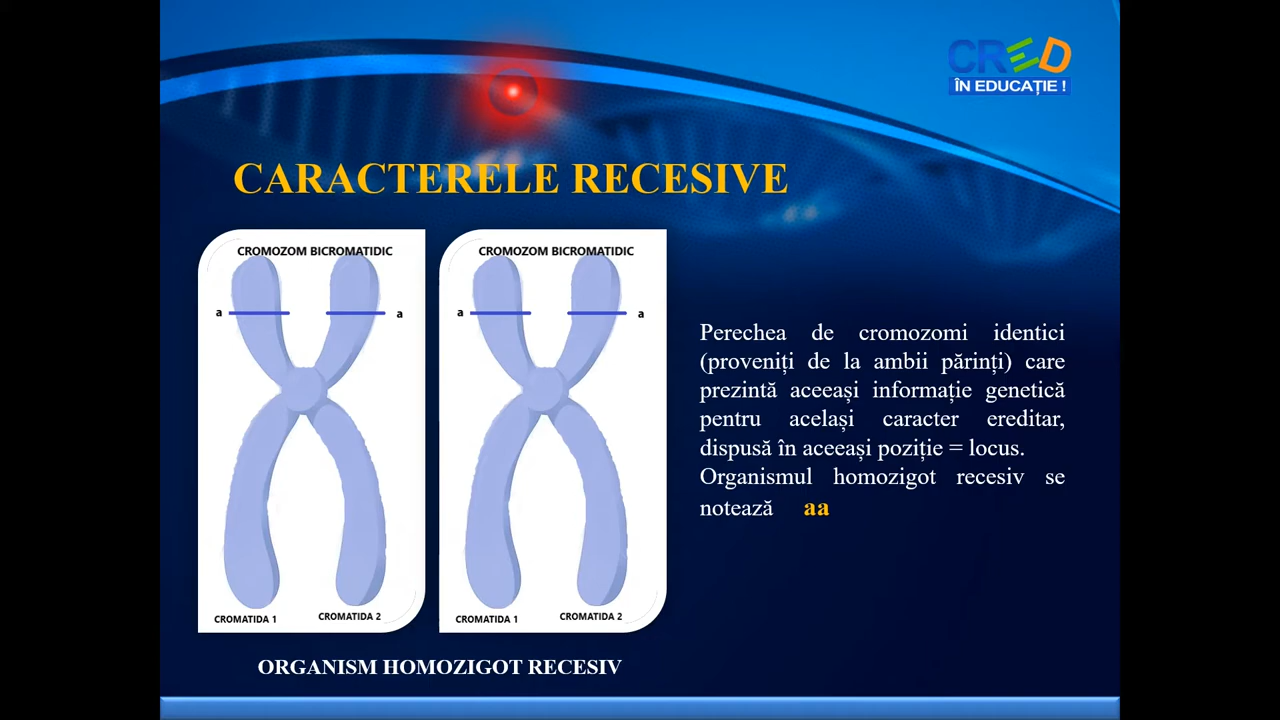 CRED
ÎN EDUCAȚIE !
CARACTERELE RECESIVE
CROMOZOM BICROMATIDIC
a
a
CROMATIDA 1
CROMATIDA 2
CROMOZOM BICROMATIDIC
a
a
CROMATIDA 1
CROMATIDA 2
ORGANISM HOMOZIGOT RECESIV
Perechea de cromozomi identici
(proveniți de la ambii părinți) care
prezintă aceeași informație genetică
pentru același caracter ereditar,
dispusă în aceeași poziție = locus.
Organismul homozigot recesiv se
notează aa